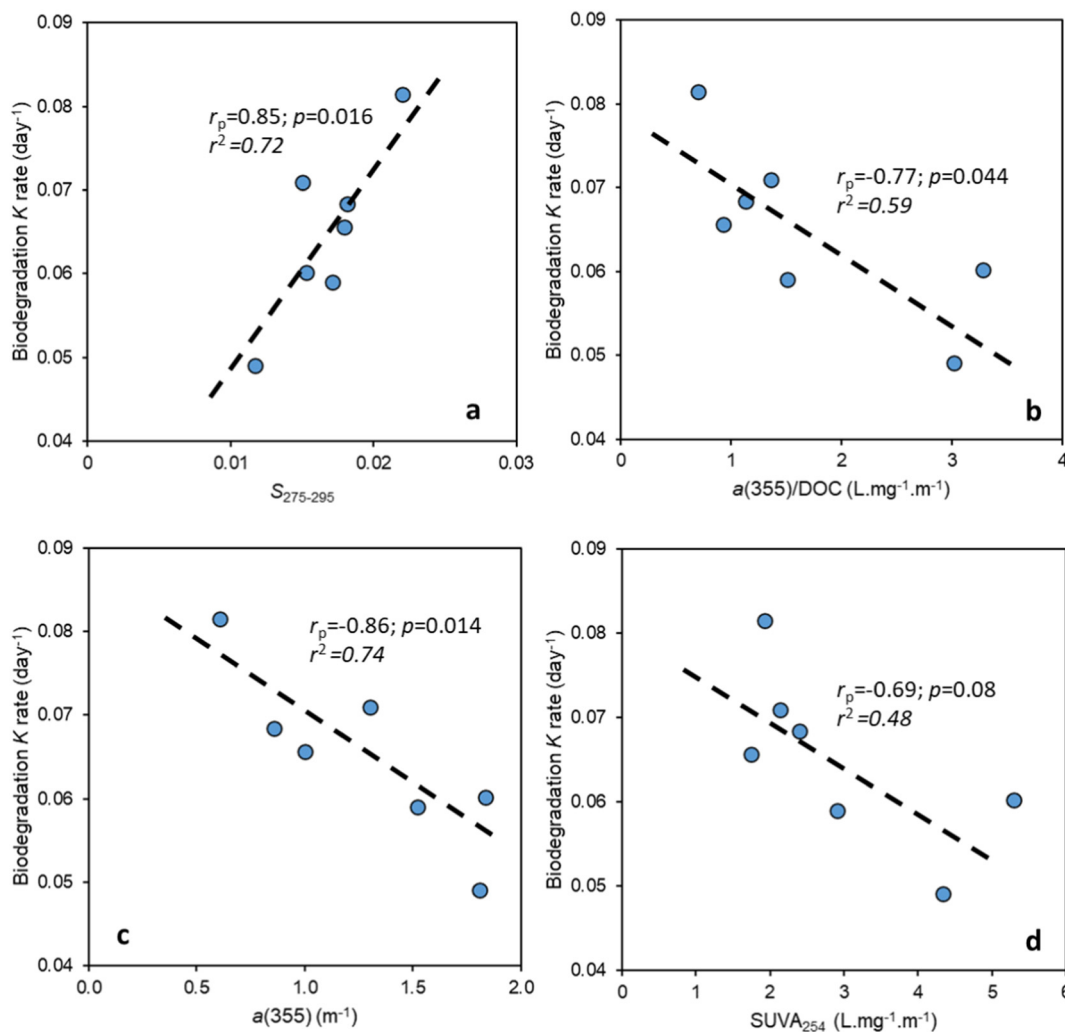 0.09
0.08
0.07
0.06
0.05
0.04
Biodegradation K rate (day⁻¹)
rₚ=0.85; p=0.016
r²=0.72
a
0
0.01
0.02
0.03
S₂₇₅₋₂₉₅
0.09
0.08
0.07
0.06
0.05
0.04
Biodegradation K rate (day⁻¹)
rₚ=-0.77; p=0.044
r²=0.59
b
0
1
2
3
4
a(355)/DOC (L.mg⁻¹.m⁻¹)
0.09
0.08
0.07
0.06
0.05
0.04
Biodegradation K rate (day⁻¹)
rₚ=-0.86; p=0.014
r²=0.74
c
0.0
0.5
1.0
1.5
2.0
a(355) (m⁻¹)
0.09
0.08
0.07
0.06
0.05
0.04
Biodegradation K rate (day⁻¹)
rₚ=-0.69; p=0.08
r²=0.48
d
0
1
2
3
4
5
6
SUVA₂₅₄ (L.mg⁻¹.m⁻¹)